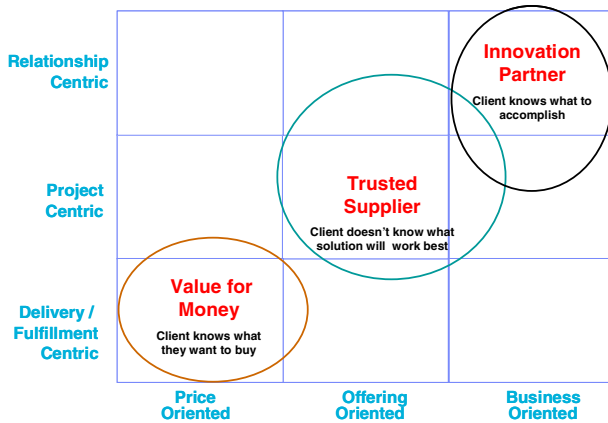 Relationship
Centric
Innovation
Partner
Client knows what to
accomplish
Project
Centric
Trusted
Supplier
Client doesn't know what
solution will work best
Delivery /
Fulfillment
Centric
Value for
Money
Client knows what
they want to buy
Price
Oriented
Offering
Oriented
Business
Oriented